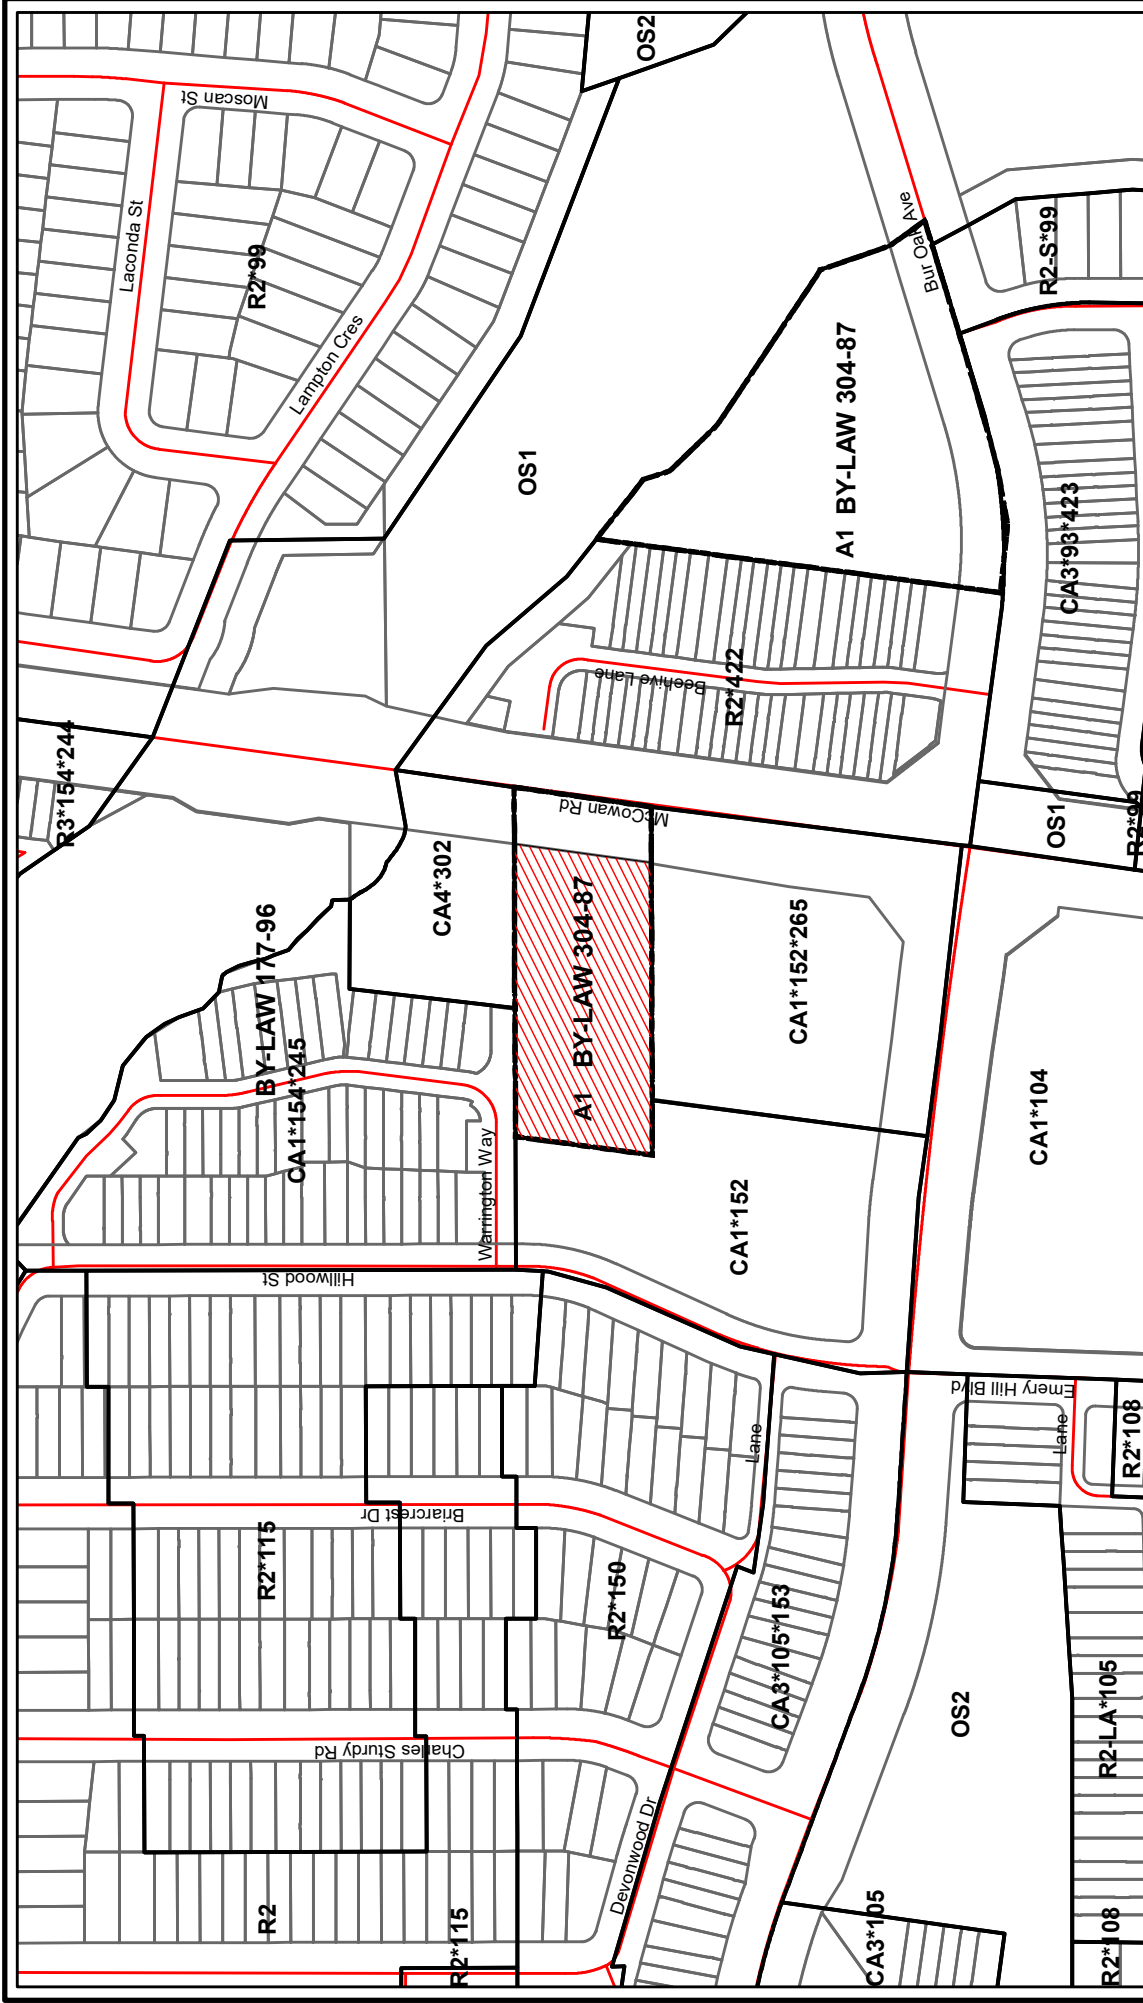 OS2
Moscan St
Laconda St
R2*99
Lampton Cres
Bur Oak Ave
R2-S*99
OS1
A1 BY-LAW 304-87
CA3*93*423
Beehive Lane
R2*422
R3*154*244
McCowan Rd
OS1
R2*99
CA4*302
BY-LAW 177-96
CA1*154*245
A1 BY-LAW 304-87
CA1*152*265
CA1*104
Warrington Way
CA1*152
Hillwood St
Emery Hill Blvd
Lane
Lane
R2*108
Briarcrest Dr
R2*115
R2*150
CA3*105*153
OS2
R2-LA*105
Charles Sturdy Rd
Devonwood Dr
R2
R2*115
CA3*105
R2*108